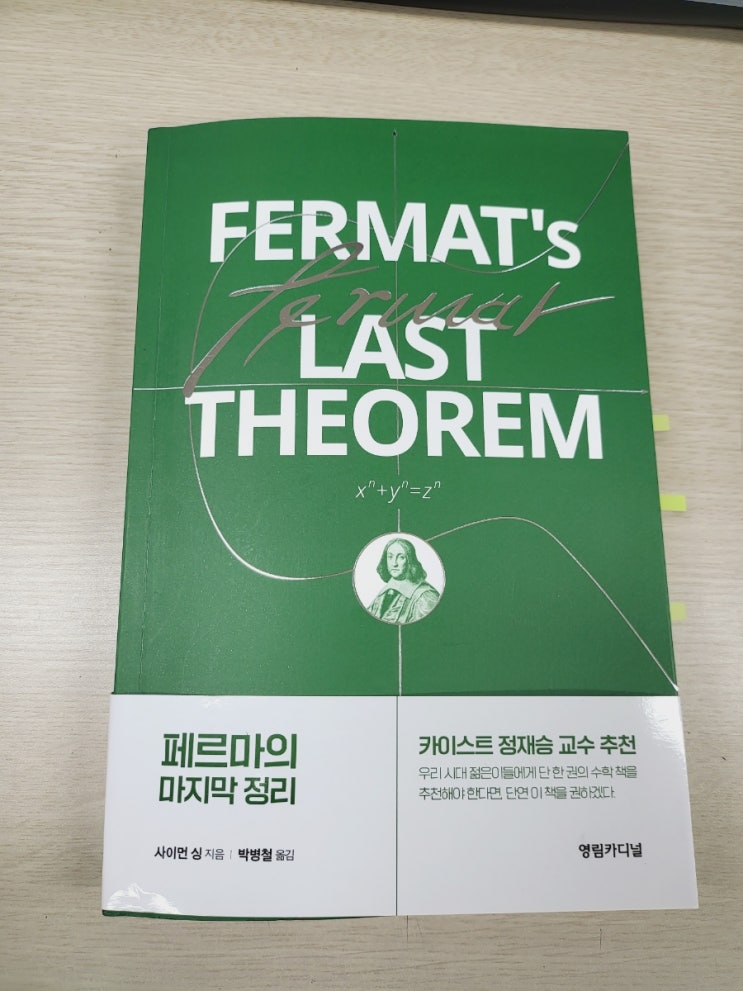 FERMAT's
fermat
LAST
THEOREM
xⁿ+yⁿ=zⁿ
페르마의
마지막 정리
사이먼 싱 지음 | 박병철 옮김
카이스트 정재승 교수 추천
우리 시대 젊은이들에게 단 한 권의 수학 책을
추천해야 한다면, 단연 이 책을 권하겠다.
영림카디널